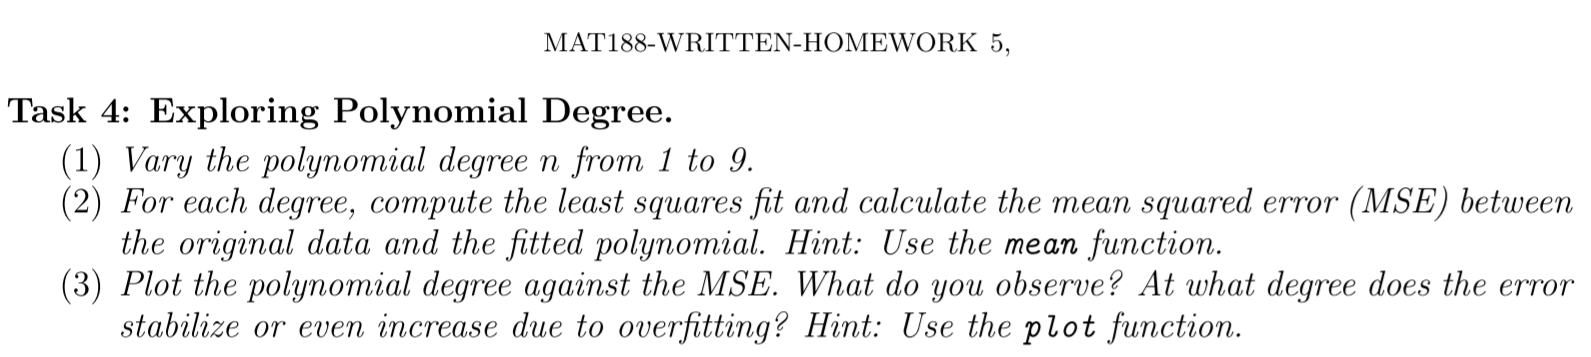 MAT188-WRITTEN-HOMEWORK 5,
Task 4: Exploring Polynomial Degree.
(1) Vary the polynomial degree n from 1 to 9.
(2) For each degree, compute the least squares fit and calculate the mean squared error (MSE) between
the original data and the fitted polynomial. Hint: Use the mean function.
(3) Plot the polynomial degree against the MSE. What do you observe? At what degree does the error
stabilize or even increase due to overfitting? Hint: Use the plot function.